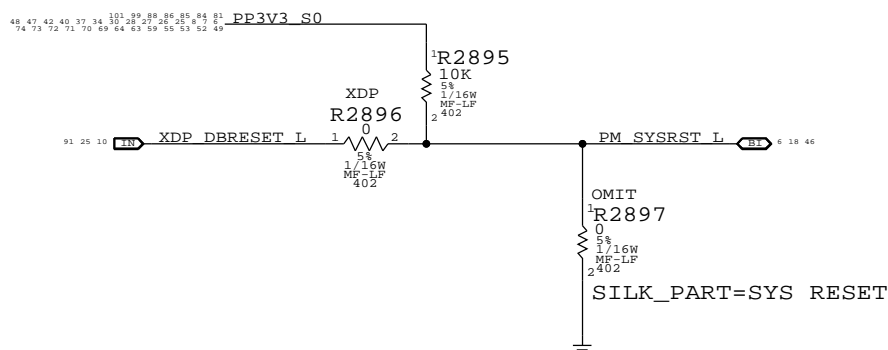 101 99 88 86 85 84 81
48 47 42 40 37 34 30 28 27 26 25 8 7 6
74 73 72 71 70 69 64 63 59 55 53 52 49
PP3V3_S0
1
R2895
10K
5%
1/16W
MF-LF
402
2
XDP
R2896
0
91 25 10
IN
XDP_DBRESET_L
1
2
5%
1/16W
MF-LF
402
PM_SYSRST_L
BI
6 18 46
OMIT
1
R2897
0
5%
1/16W
MF-LF
402
2
SILK_PART=SYS RESET